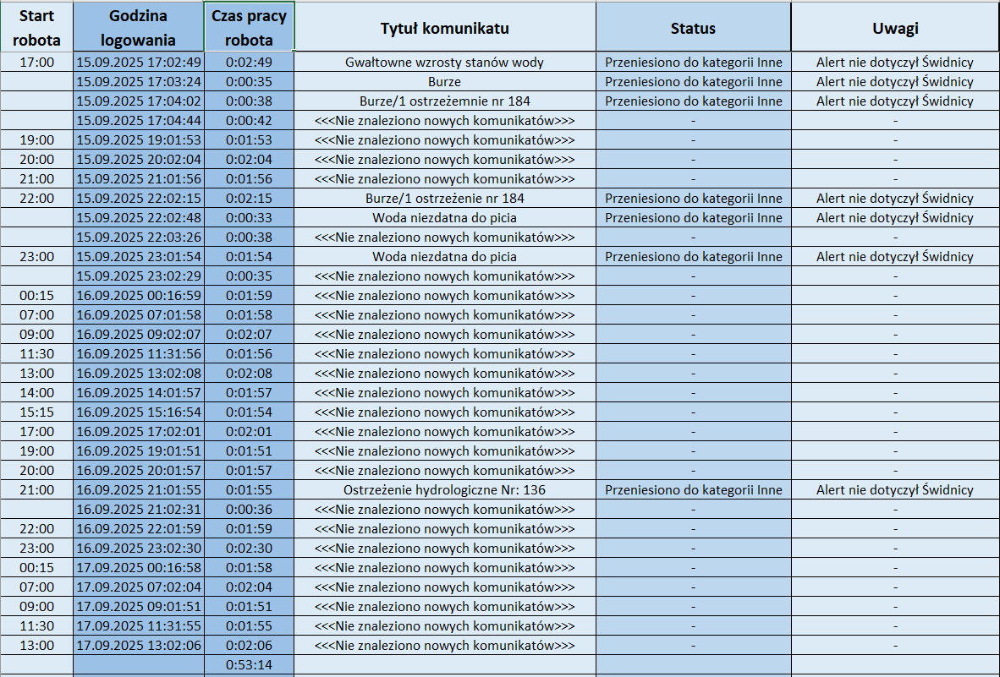 Start robota	Godzina logowania	Czas pracy robota	Tytuł komunikatu	Status	Uwagi
17:00	15.09.2025 17:02:49	0:02:49	Gwałtowne wzrosty stanów wody	Przeniesiono do kategorii Inne	Alert nie dotyczył Świdnicy
15.09.2025 17:03:24	0:00:35	Burze	Przeniesiono do kategorii Inne	Alert nie dotyczył Świdnicy
15.09.2025 17:04:02	0:00:38	Burze/1 ostrzeżemnie nr 184	Przeniesiono do kategorii Inne	Alert nie dotyczył Świdnicy
15.09.2025 17:04:44	0:00:42	<<<Nie znaleziono nowych komunikatów>>>	-	-
19:00	15.09.2025 19:01:53	0:01:53	<<<Nie znaleziono nowych komunikatów>>>	-	-
20:00	15.09.2025 20:02:04	0:02:04	<<<Nie znaleziono nowych komunikatów>>>	-	-
21:00	15.09.2025 21:01:56	0:01:56	<<<Nie znaleziono nowych komunikatów>>>	-	-
22:00	15.09.2025 22:02:15	0:02:15	Burze/1 ostrzeżenie nr 184	Przeniesiono do kategorii Inne	Alert nie dotyczył Świdnicy
15.09.2025 22:02:48	0:00:33	Woda niezdatna do picia	Przeniesiono do kategorii Inne	Alert nie dotyczył Świdnicy
15.09.2025 22:03:26	0:00:38	<<<Nie znaleziono nowych komunikatów>>>	-	-
23:00	15.09.2025 23:01:54	0:01:54	Woda niezdatna do picia	Przeniesiono do kategorii Inne	Alert nie dotyczył Świdnicy
15.09.2025 23:02:29	0:00:35	<<<Nie znaleziono nowych komunikatów>>>	-	-
00:15	16.09.2025 00:16:59	0:01:59	<<<Nie znaleziono nowych komunikatów>>>	-	-
07:00	16.09.2025 07:01:58	0:01:58	<<<Nie znaleziono nowych komunikatów>>>	-	-
09:00	16.09.2025 09:02:07	0:02:07	<<<Nie znaleziono nowych komunikatów>>>	-	-
11:30	16.09.2025 11:31:56	0:01:56	<<<Nie znaleziono nowych komunikatów>>>	-	-
13:00	16.09.2025 13:02:08	0:02:08	<<<Nie znaleziono nowych komunikatów>>>	-	-
14:00	16.09.2025 14:01:57	0:01:57	<<<Nie znaleziono nowych komunikatów>>>	-	-
15:15	16.09.2025 15:16:54	0:01:54	<<<Nie znaleziono nowych komunikatów>>>	-	-
17:00	16.09.2025 17:02:01	0:02:01	<<<Nie znaleziono nowych komunikatów>>>	-	-
19:00	16.09.2025 19:01:51	0:01:51	<<<Nie znaleziono nowych komunikatów>>>	-	-
20:00	16.09.2025 20:01:57	0:01:57	<<<Nie znaleziono nowych komunikatów>>>	-	-
21:00	16.09.2025 21:01:55	0:01:55	Ostrzeżenie hydrologiczne Nr: 136	Przeniesiono do kategorii Inne	Alert nie dotyczył Świdnicy
16.09.2025 21:02:31	0:00:36	<<<Nie znaleziono nowych komunikatów>>>	-	-
22:00	16.09.2025 22:01:59	0:01:59	<<<Nie znaleziono nowych komunikatów>>>	-	-
23:00	16.09.2025 23:02:30	0:02:30	<<<Nie znaleziono nowych komunikatów>>>	-	-
00:15	17.09.2025 00:16:58	0:01:58	<<<Nie znaleziono nowych komunikatów>>>	-	-
07:00	17.09.2025 07:02:04	0:02:04	<<<Nie znaleziono nowych komunikatów>>>	-	-
09:00	17.09.2025 09:01:51	0:01:51	<<<Nie znaleziono nowych komunikatów>>>	-	-
11:30	17.09.2025 11:31:55	0:01:55	<<<Nie znaleziono nowych komunikatów>>>	-	-
13:00	17.09.2025 13:02:06	0:02:06	<<<Nie znaleziono nowych komunikatów>>>	-	-
0:53:14